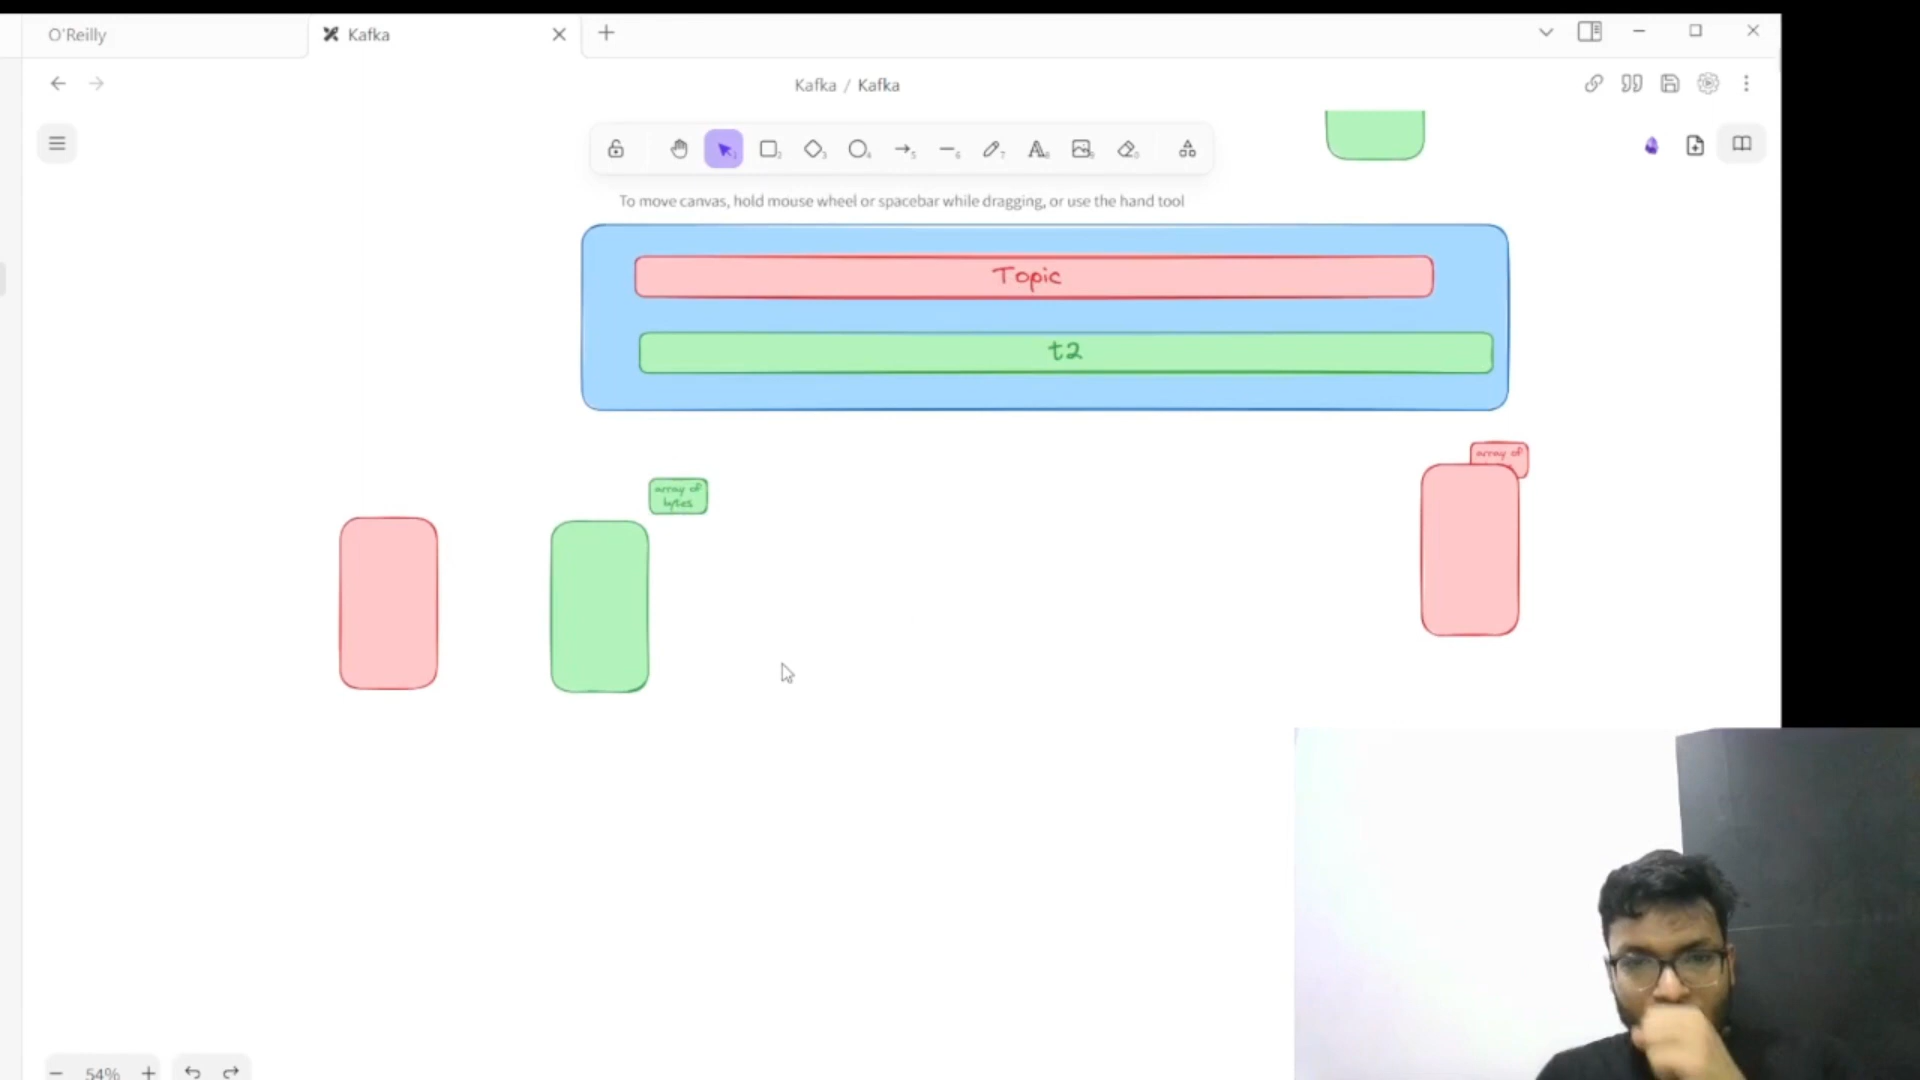 O'Reilly
Kafka
Kafka / Kafka
To move canvas, hold mouse wheel or spacebar while dragging, or use the hand tool
Topic
t2
array of
array of
bytes
54%